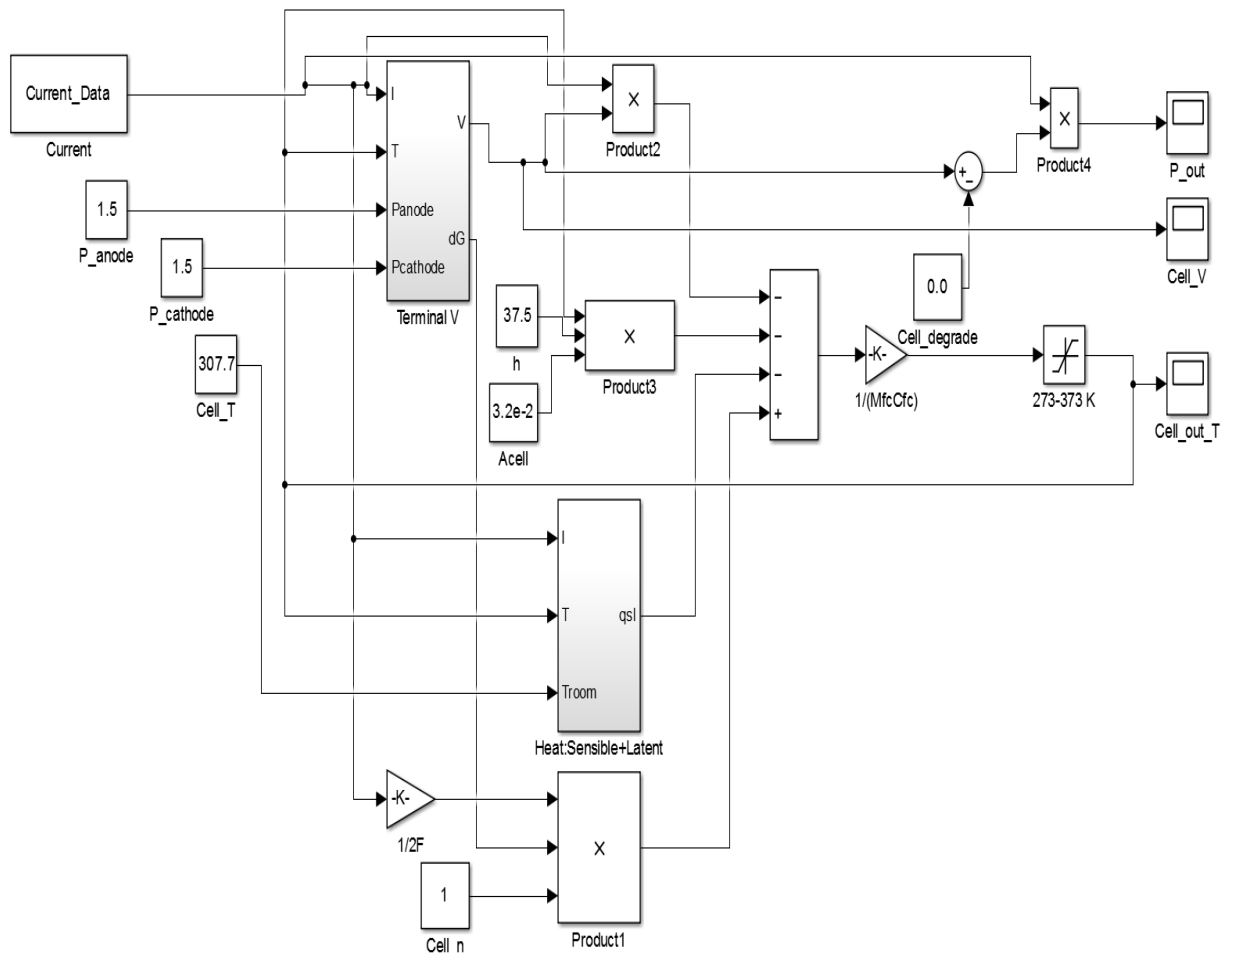 Current_Data
Current
1.5
P_anode
1.5
P_cathode
307.7
Cell_T
I
T
Panode
Pcathode
V
dG
Terminal V
X
Product2
37.5
h
3.2e-2
Acell
X
Product3
+
-
0.0
Cell_degrade
X
Product4
P_out
Cell_V
-
-
-
+
-K-
1/(MfcCfc)
273-373 K
Cell_out_T
I
T
Troom
qsl
Heat:Sensible+Latent
-K-
1/2F
1
Cell_n
X
Product1